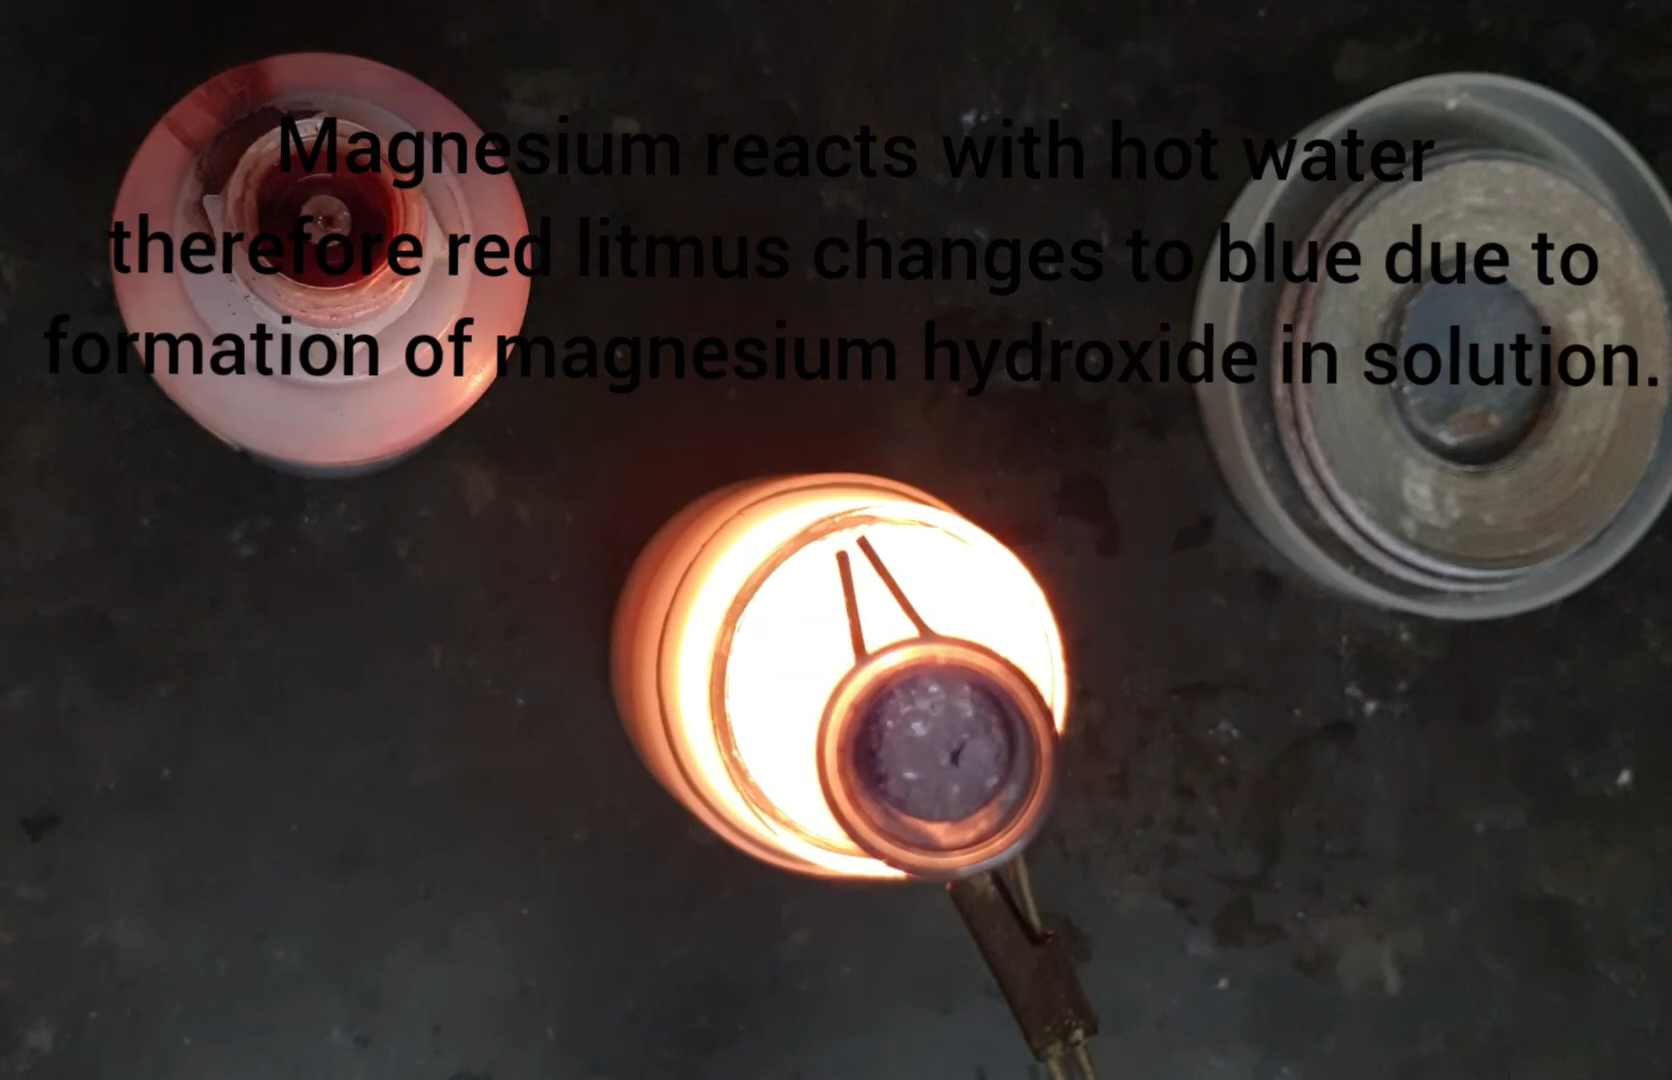 Magnesium reacts with hot water
therefore red litmus changes to blue due to
formation of magnesium hydroxide in solution.